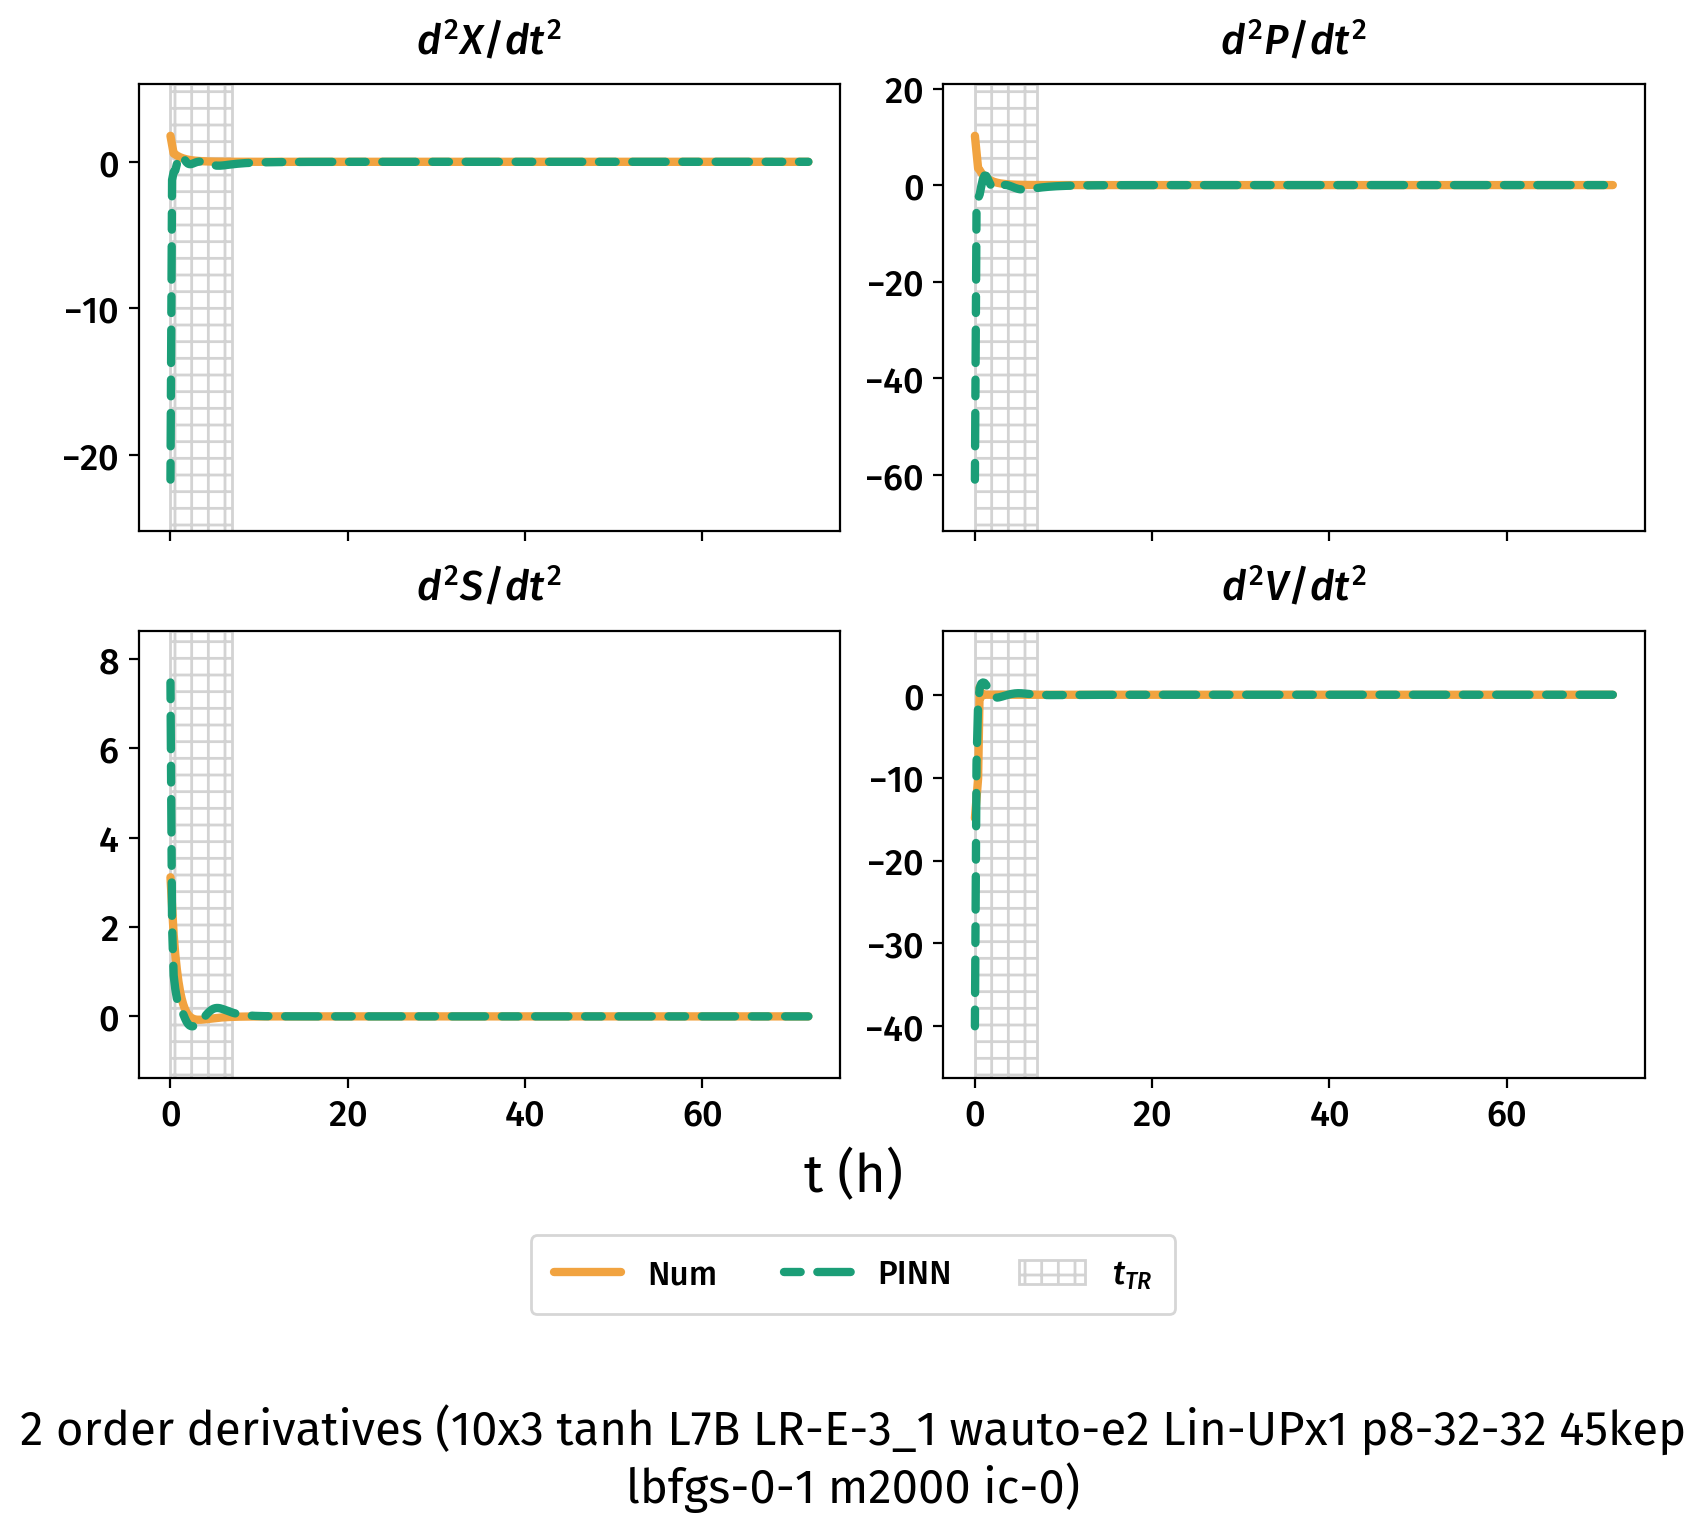 d²X/dt²
d²P/dt²
0
−10
−20
20
0
−20
−40
−60
d²S/dt²
d²V/dt²
8
6
4
2
0
0
−10
−20
−30
−40
0 20 40 60
0 20 40 60
t (h)
Num PINN t_TR
2 order derivatives (10x3 tanh L7B LR-E-3_1 wauto-e2 Lin-UPx1 p8-32-32 45kep
lbfgs-0-1 m2000 ic-0)